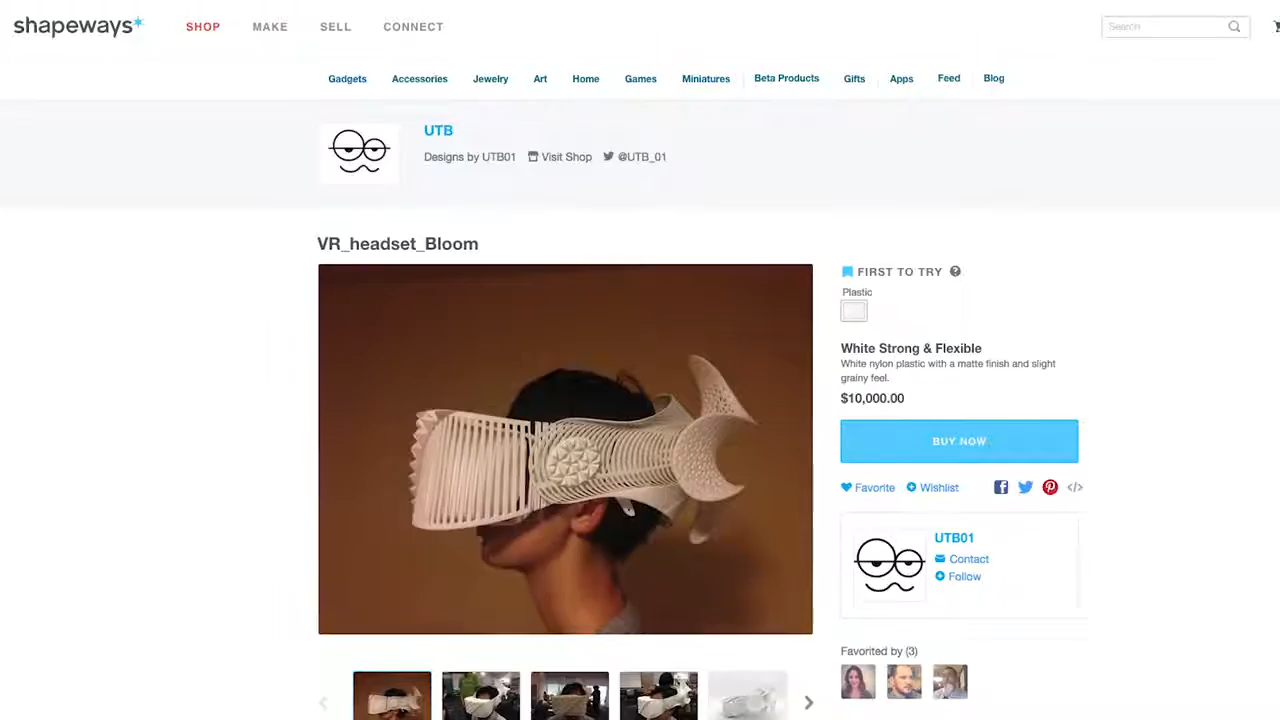 shapeways*
SHOP MAKE SELL CONNECT
Search
Gadgets Accessories Jewelry Art Home Games Miniatures Beta Products Gifts Apps Feed Blog
UTB
Designs by UTB01 Visit Shop @UTB_01
VR_headset_Bloom
FIRST TO TRY ?
Plastic
White Strong & Flexible
White nylon plastic with a matte finish and slight
grainy feel.
$10,000.00
BUY NOW
Favorite Wishlist
UTB01
Contact
Follow
Favorited by (3)